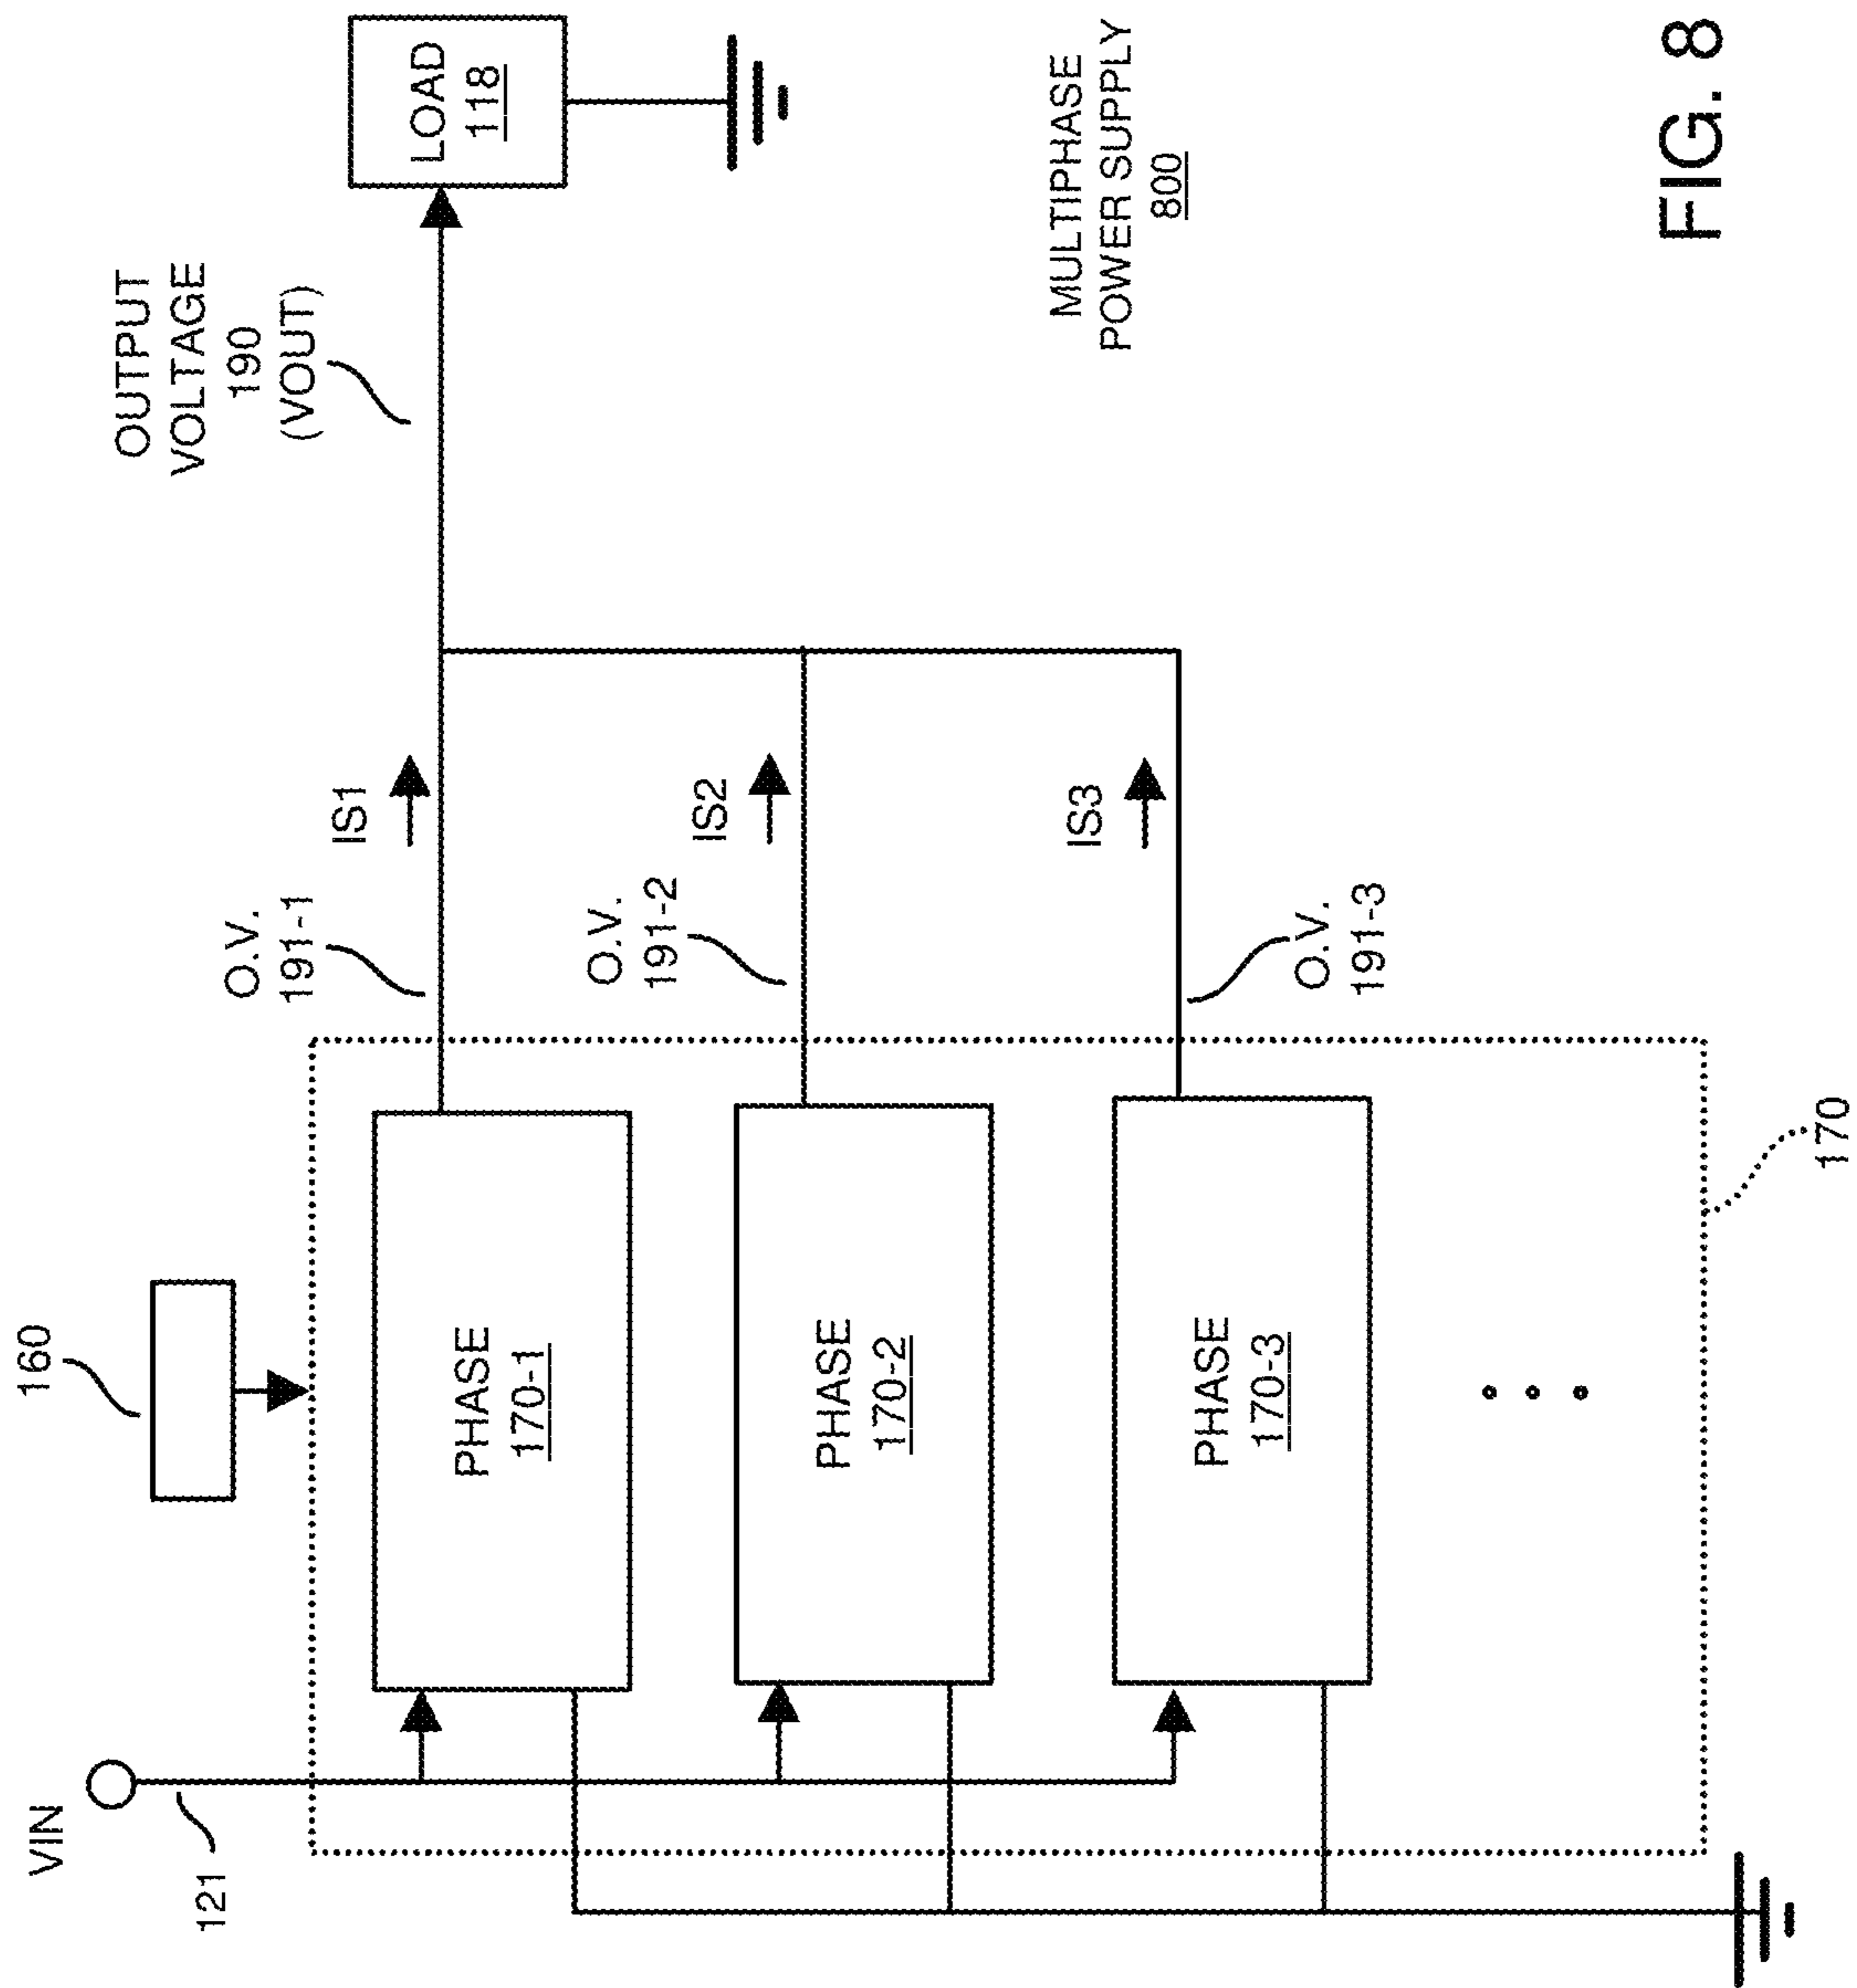 VIN
121
160
OUTPUT
VOLTAGE
190
(VOUT)
LOAD
118
O.V.
191-1
IS1
PHASE
170-1
O.V.
191-2
IS2
PHASE
170-2
IS3
O.V.
191-3
PHASE
170-3
MULTIPHASE
POWER SUPPLY
800
170
FIG. 8